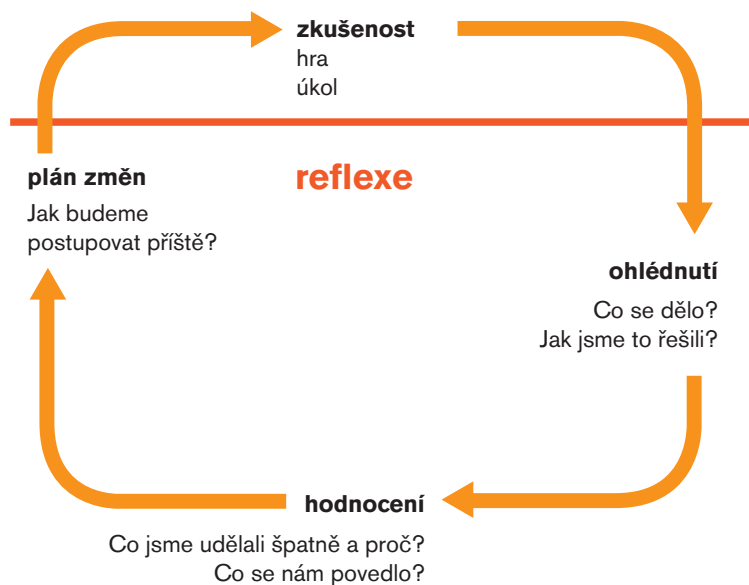 zkušenost
hra
úkol
reflexe
plán změn
Jak budeme
postupovat příště?
ohlédnutí
Co se dělo?
Jak jsme to řešili?
hodnocení
Co jsme udělali špatně a proč?
Co se nám povedlo?